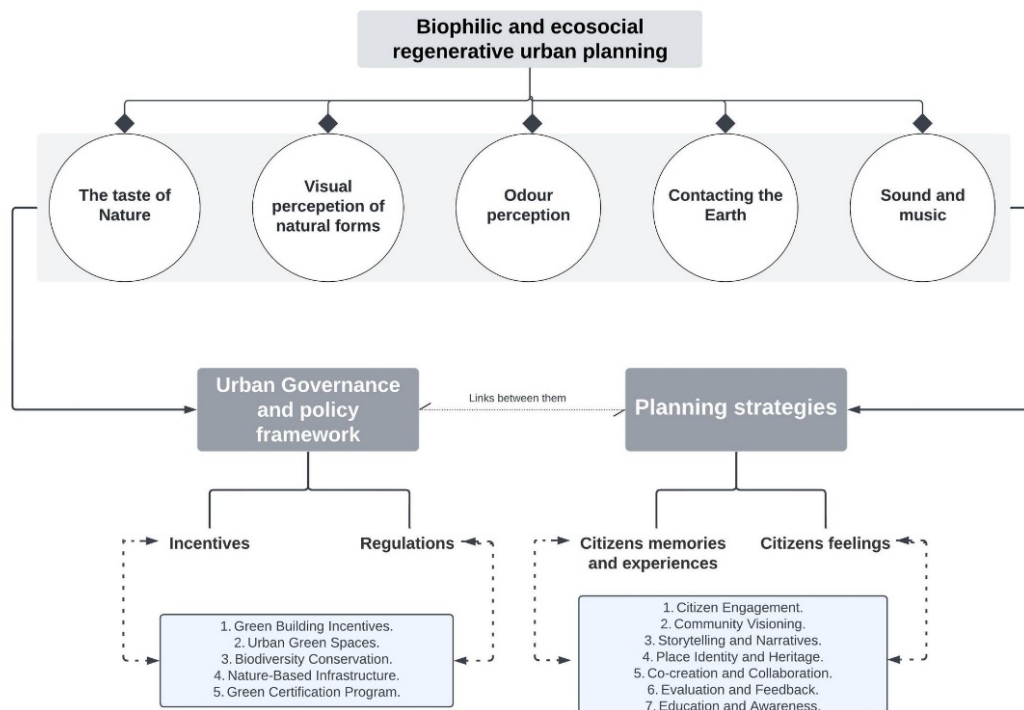 Biophilic and ecosocial
regenerative urban planning
The taste of
Nature
Visual
percepetion of
natural forms
Odour
perception
Contacting the
Earth
Sound and
music
Urban Governance
and policy
framework
Links between them
Planning strategies
Incentives
Regulations
Citizens memories
and experiences
Citizens feelings
1. Green Building Incentives.
2. Urban Green Spaces.
3. Biodiversity Conservation.
4. Nature-Based Infrastructure.
5. Green Certification Program.
1. Citizen Engagement.
2. Community Visioning.
3. Storytelling and Narratives.
4. Place Identity and Heritage.
5. Co-creation and Collaboration.
6. Evaluation and Feedback.
7. Education and Awareness.